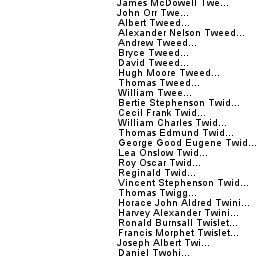 James McDowell Twe...
John Orr Twe...
Albert Tweed...
Alexander Nelson Tweed...
Andrew Tweed...
Bryce Tweed...
David Tweed...
Hugh Moore Tweed...
Thomas Tweed...
William Twee...
Bertie Stephenson Twid...
Cecil Frank Twid...
William Charles Twid...
Thomas Edmund Twid...
George Good Eugene Twid...
Lea Onslow Twid...
Roy Oscar Twid...
Reginald Twid...
Vincent Stephenson Twid...
Thomas Twigg...
Horace John Aldred Twini...
Harvey Alexander Twini...
Ronald Burnsall Twislet...
Francis Morphet Twislet...
Joseph Albert Twi...
Daniel Twohi...